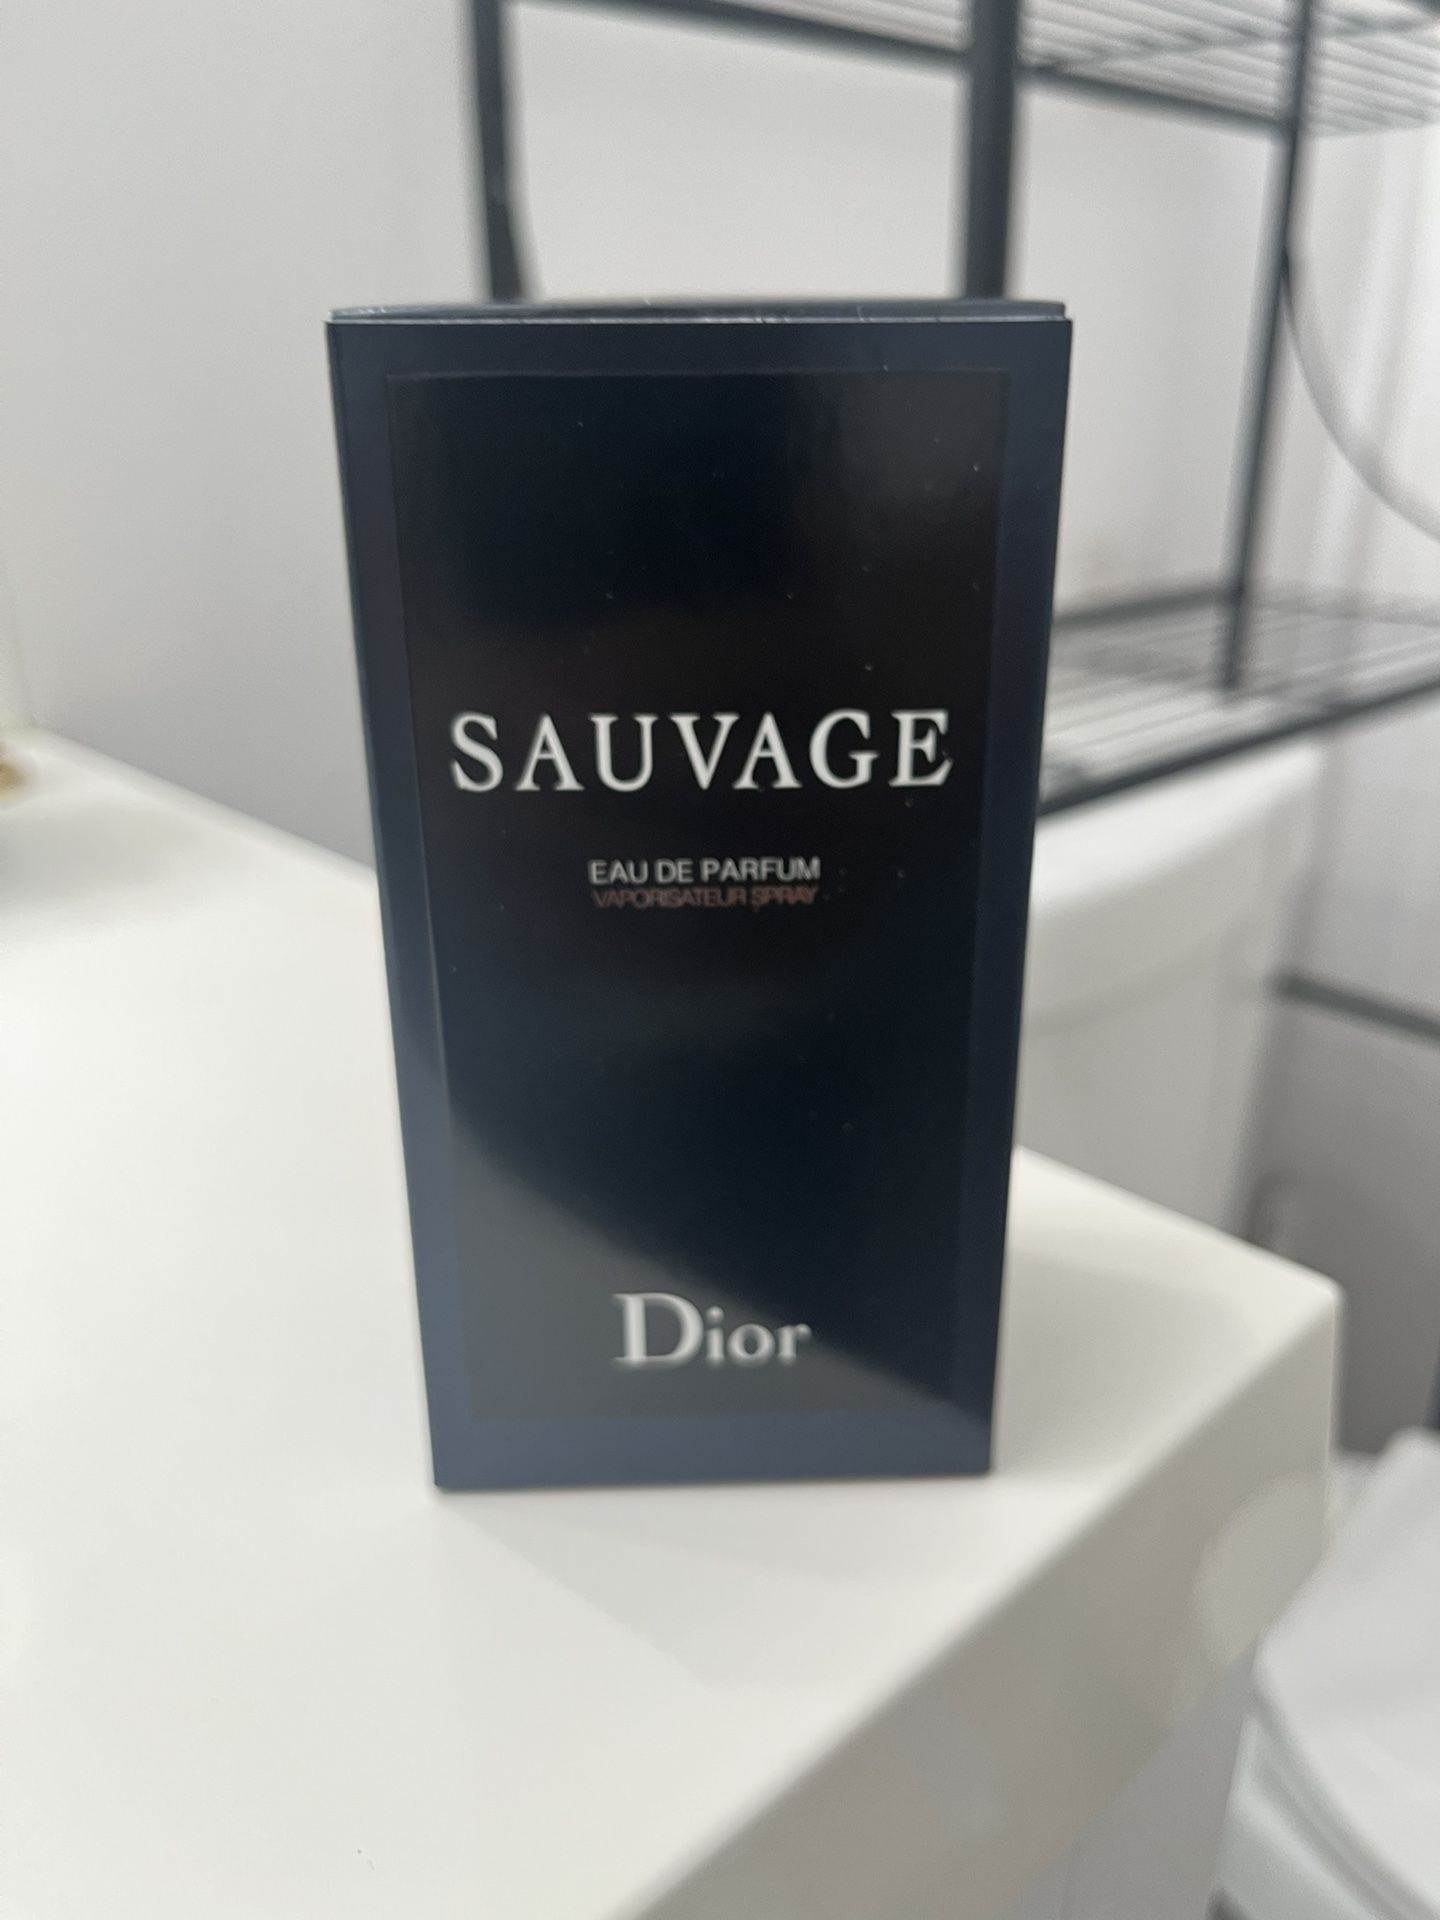 SAUVAGE
EAU DE PARFUM
VAPORISATEUR SPRAY
Dior